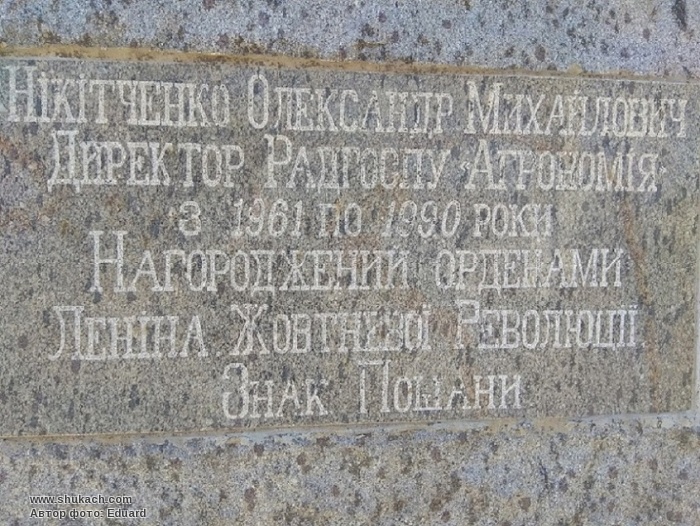 Нікітченко Олександр Михайлович
Директор Радгоспу «Агрономія»
з 1961 по 1990 роки
Нагороджений орденами
Леніна Жовтневої Революції
Знак Пошани
www.shukach.com
Автор фото: Eduard